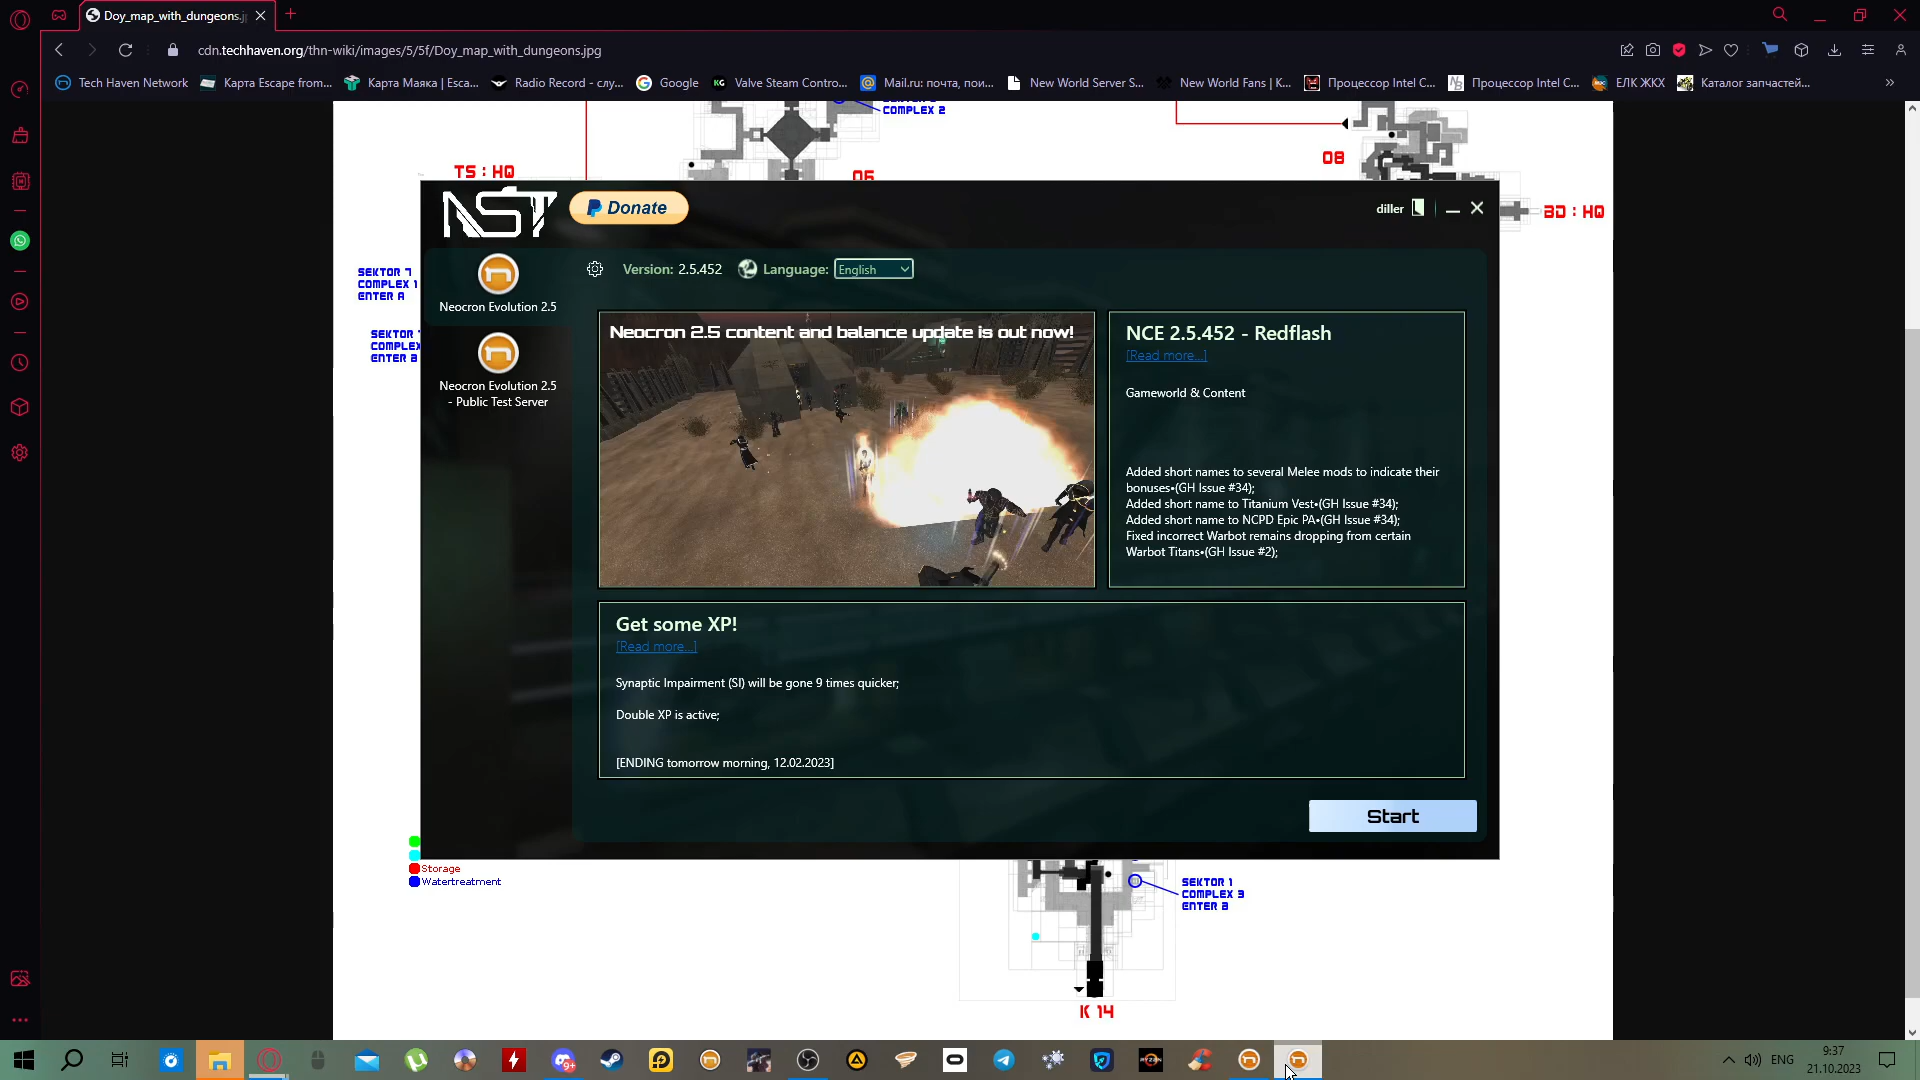 Doy_map_with_dungeons.j
cdn.techhaven.org/thn-wiki/images/5/5f/Doy_map_with_dungeons.jpg
Tech Haven Network
Карта Escape from...
Карта Маяка | Esca...
Radio Record - слу...
Google
Valve Steam Contro...
Mail.ru: почта, пои...
New World Server S...
New World Fans | K...
Процессор Intel C...
Процессор Intel C...
ЕЛК ЖКХ
Каталог запчастей...
COMPLEX 2
TS : HQ
06
08
BD : HQ
SEKTOR 7
COMPLEX 1
ENTER A
SEKTOR
COMPLEX
ENTER B
NST
Donate
diller
Neocron Evolution 2.5
Neocron Evolution 2.5
- Public Test Server
Version: 2.5.452
Language: English
Neocron 2.5 content and balance update is out now!
NCE 2.5.452 - Redflash
[Read more...]
Gameworld & Content
Added short names to several Melee mods to indicate their
bonuses•(GH Issue #34);
Added short name to Titanium Vest•(GH Issue #34);
Added short name to NCPD Epic PA•(GH Issue #34);
Fixed incorrect Warbot remains dropping from certain
Warbot Titans•(GH Issue #2);
Get some XP!
[Read more...]
Synaptic Impairment (SI) will be gone 9 times quicker;
Double XP is active;
[ENDING tomorrow morning, 12.02.2023]
Start
Storage
Watertreatment
SEKTOR 1
COMPLEX 3
ENTER B
K 14
9+
RYZEN
ENG
9:37
21.10.2023